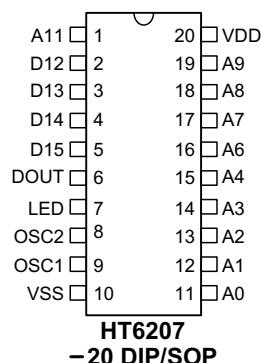 A11 1 20 VDD
D12 2 19 A9
D13 3 18 A8
D14 4 17 A7
D15 5 16 A6
DOUT 6 15 A4
LED 7 14 A3
OSC2 8 13 A2
OSC1 9 12 A1
VSS 10 11 A0
HT6207
–20 DIP/SOP